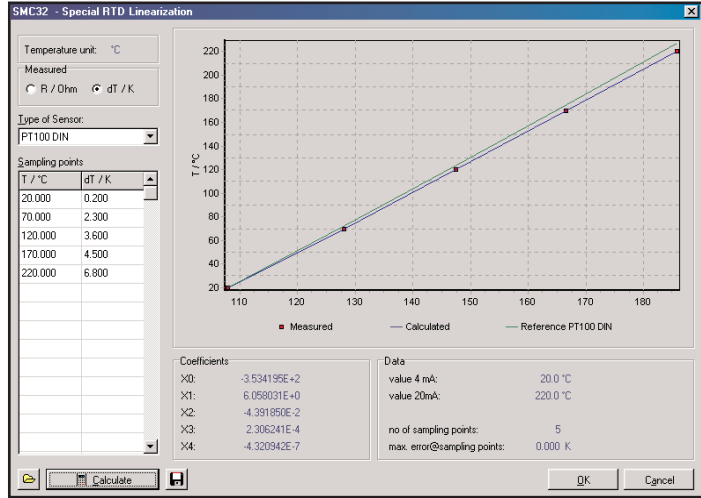 SMC32 - Special RTD Linearization
Temperature unit: °C
Measured
R / Ohm dT / K
Type of Sensor:
PT100 DIN
Sampling points
T / °C dT / K
20.000 0.200
70.000 2.300
120.000 3.600
170.000 4.500
220.000 6.800
T / °C
220
200
180
160
140
120
100
80
60
40
20
110 120 130 140 150 160 170 180
Measured Calculated Reference PT100 DIN
Coefficients
X0: -3.534195E+2
X1: 6.058031E+0
X2: -4.391850E-2
X3: 2.306241E-4
X4: -4.320942E-7
Data
value 4 mA: 20.0 °C
value 20mA: 220.0 °C
no of sampling points: 5
max. error@sampling points: 0.000 K
Calculate
OK
Cancel